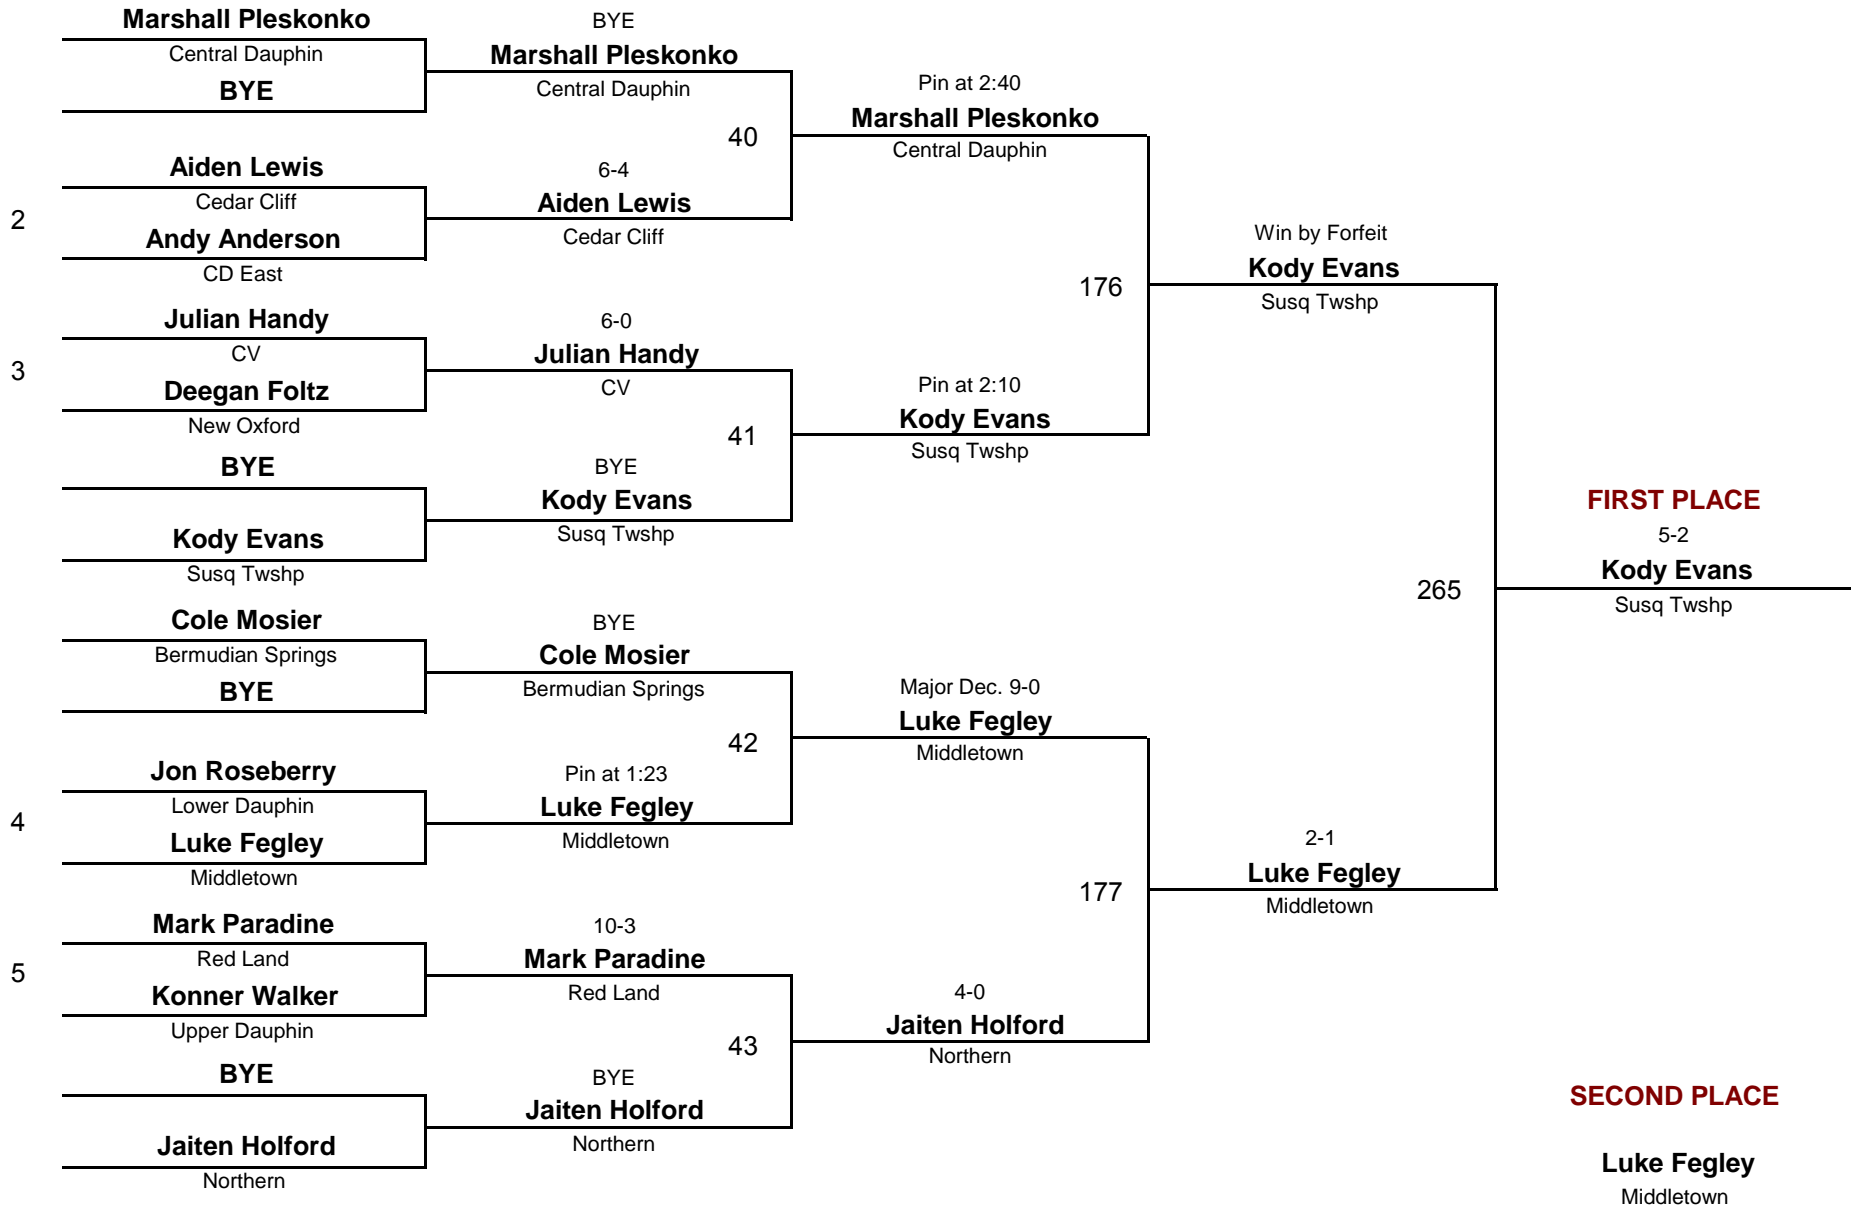 Marshall Pleskonko
Central Dauphin
BYE
2
Aiden Lewis
Cedar Cliff
Andy Anderson
CD East
3
Julian Handy
CV
Deegan Foltz
New Oxford
BYE
Kody Evans
Susq Twshp
Cole Mosier
Bermudian Springs
BYE
4
Jon Roseberry
Lower Dauphin
Luke Fegley
Middletown
5
Mark Paradine
Red Land
Konner Walker
Upper Dauphin
BYE
Jaiten Holford
Northern
BYE
Marshall Pleskonko
Central Dauphin
40
6-4
Aiden Lewis
Cedar Cliff
6-0
Julian Handy
CV
41
BYE
Kody Evans
Susq Twshp
BYE
Cole Mosier
Bermudian Springs
42
Pin at 1:23
Luke Fegley
Middletown
10-3
Mark Paradine
Red Land
43
BYE
Jaiten Holford
Northern
Pin at 2:40
Marshall Pleskonko
Central Dauphin
176
Pin at 2:10
Kody Evans
Susq Twshp
Major Dec. 9-0
Luke Fegley
Middletown
177
4-0
Jaiten Holford
Northern
Win by Forfeit
Kody Evans
Susq Twshp
265
2-1
Luke Fegley
Middletown
FIRST PLACE
5-2
Kody Evans
Susq Twshp
SECOND PLACE
Luke Fegley
Middletown